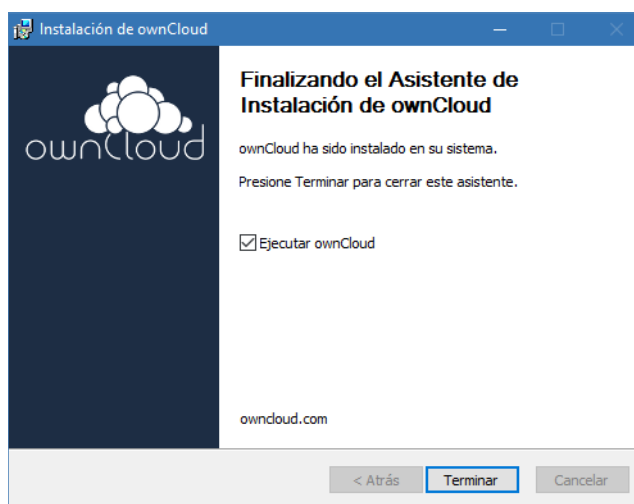 Instalación de ownCloud
ownCloud
Finalizando el Asistente de
Instalación de ownCloud
ownCloud ha sido instalado en su sistema.
Presione Terminar para cerrar este asistente.
Ejecutar ownCloud
owncloud.com
< Atrás
Terminar
Cancelar